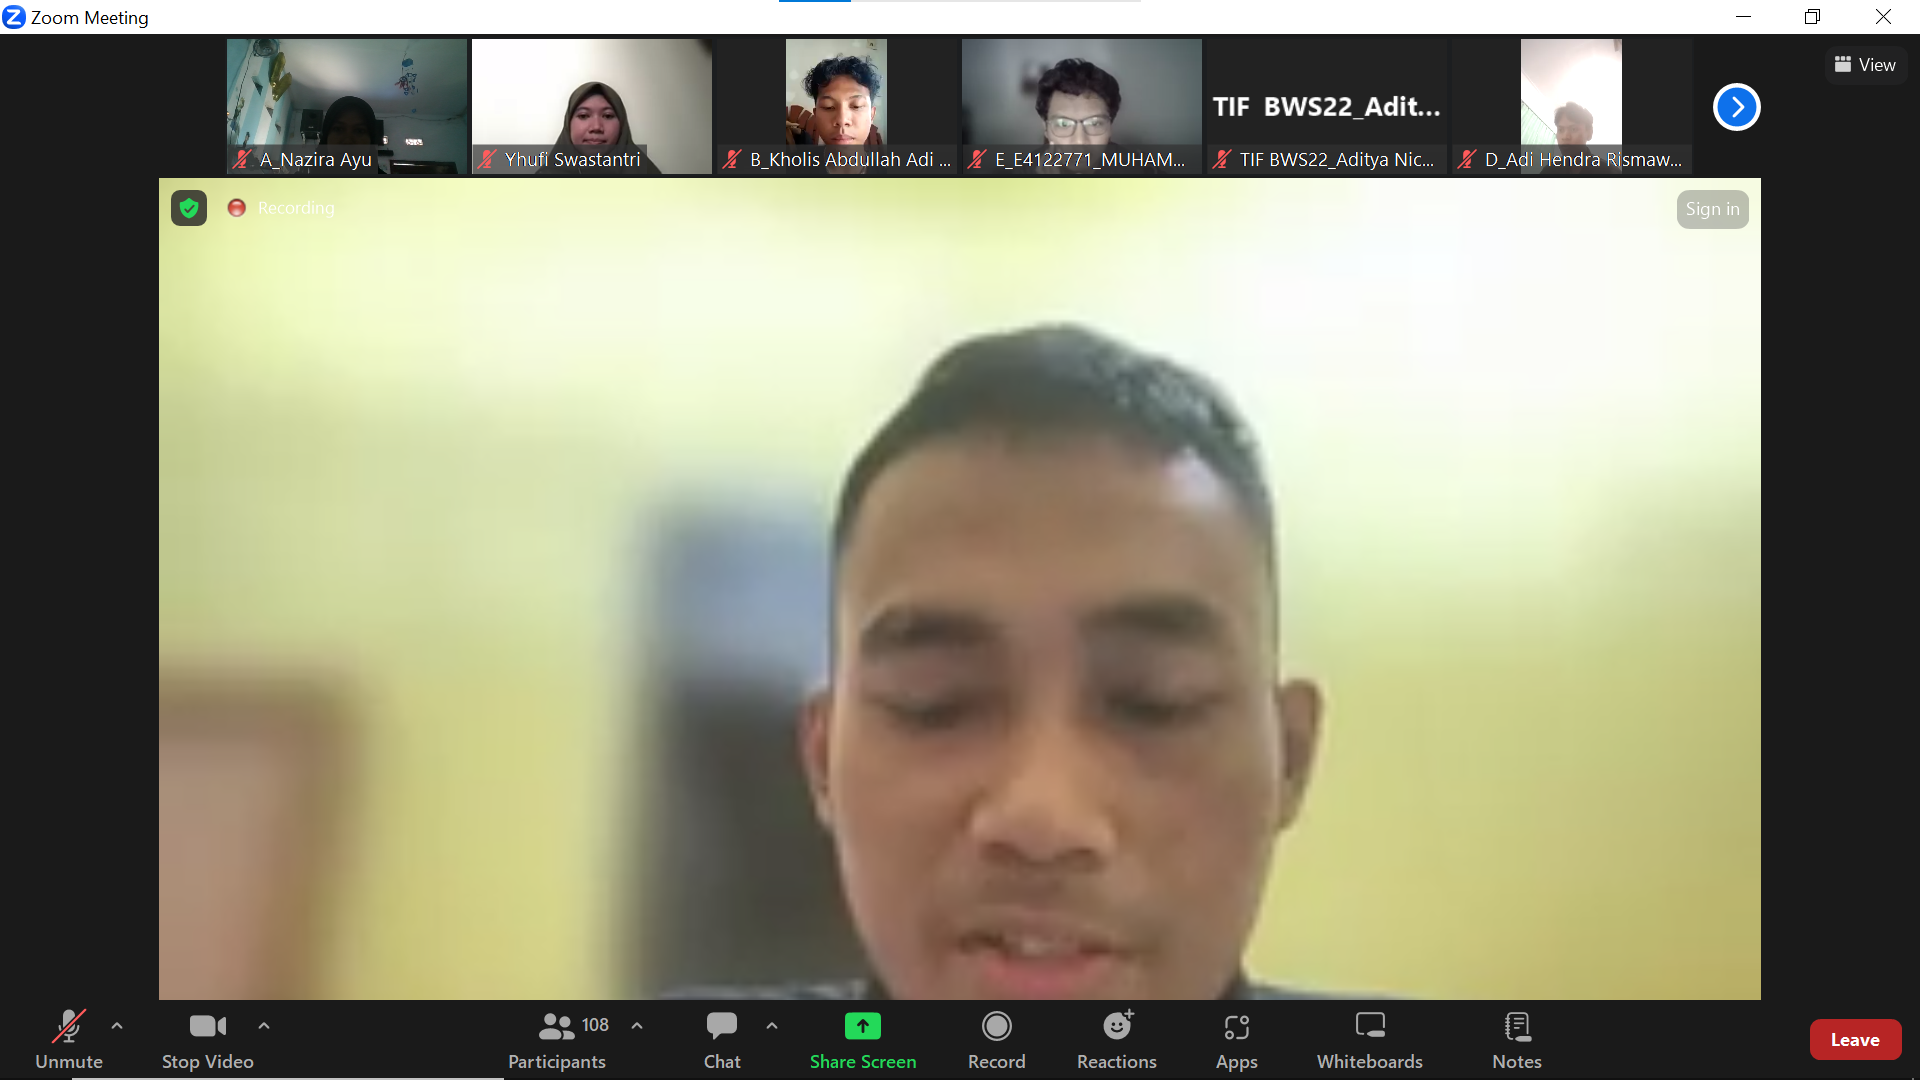 Zoom Meeting
View
TIF BWS22_Adit...
A_Nazira Ayu
Yhufi Swastantri
B_Kholis Abdullah Adi ...
E_E4122771_MUHAM...
TIF BWS22_Aditya Nic...
D_Adi Hendra Rismaw...
Recording
Sign in
108
Unmute
Stop Video
Participants
Chat
Share Screen
Record
Reactions
Apps
Whiteboards
Notes
Leave